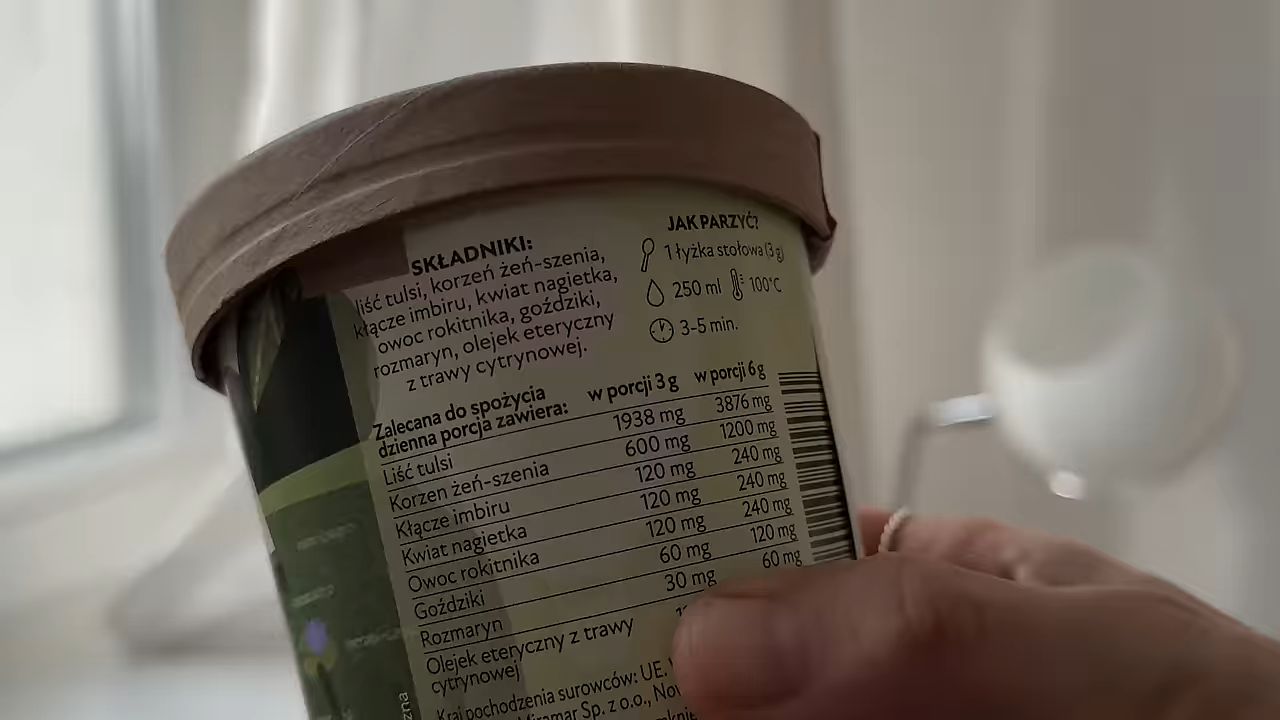 SKŁADNIKI:
liść tulsi, korzeń żeń-szenia,
kłącze imbiru, kwiat nagietka,
owoc rokitnika, goździki,
rozmaryn, olejek eteryczny
z trawy cytrynowej.
JAK PARZYĆ?
1 łyżka stołowa (3 g)
250 ml 100°C
3-5 min.
Zalecana do spożycia
dzienna porcja zawiera: w porcji 3 g w porcji 6 g
Liść tulsi 1938 mg 3876 mg
Korzen żeń-szenia 600 mg 1200 mg
Kłącze imbiru 120 mg 240 mg
Kwiat nagietka 120 mg 240 mg
Owoc rokitnika 120 mg 240 mg
Goździki 60 mg 120 mg
Rozmaryn 30 mg 60 mg
Olejek eteryczny z trawy
cytrynowej
Kraj pochodzenia surowców: UE.
Miramar Sp. z o.o.,